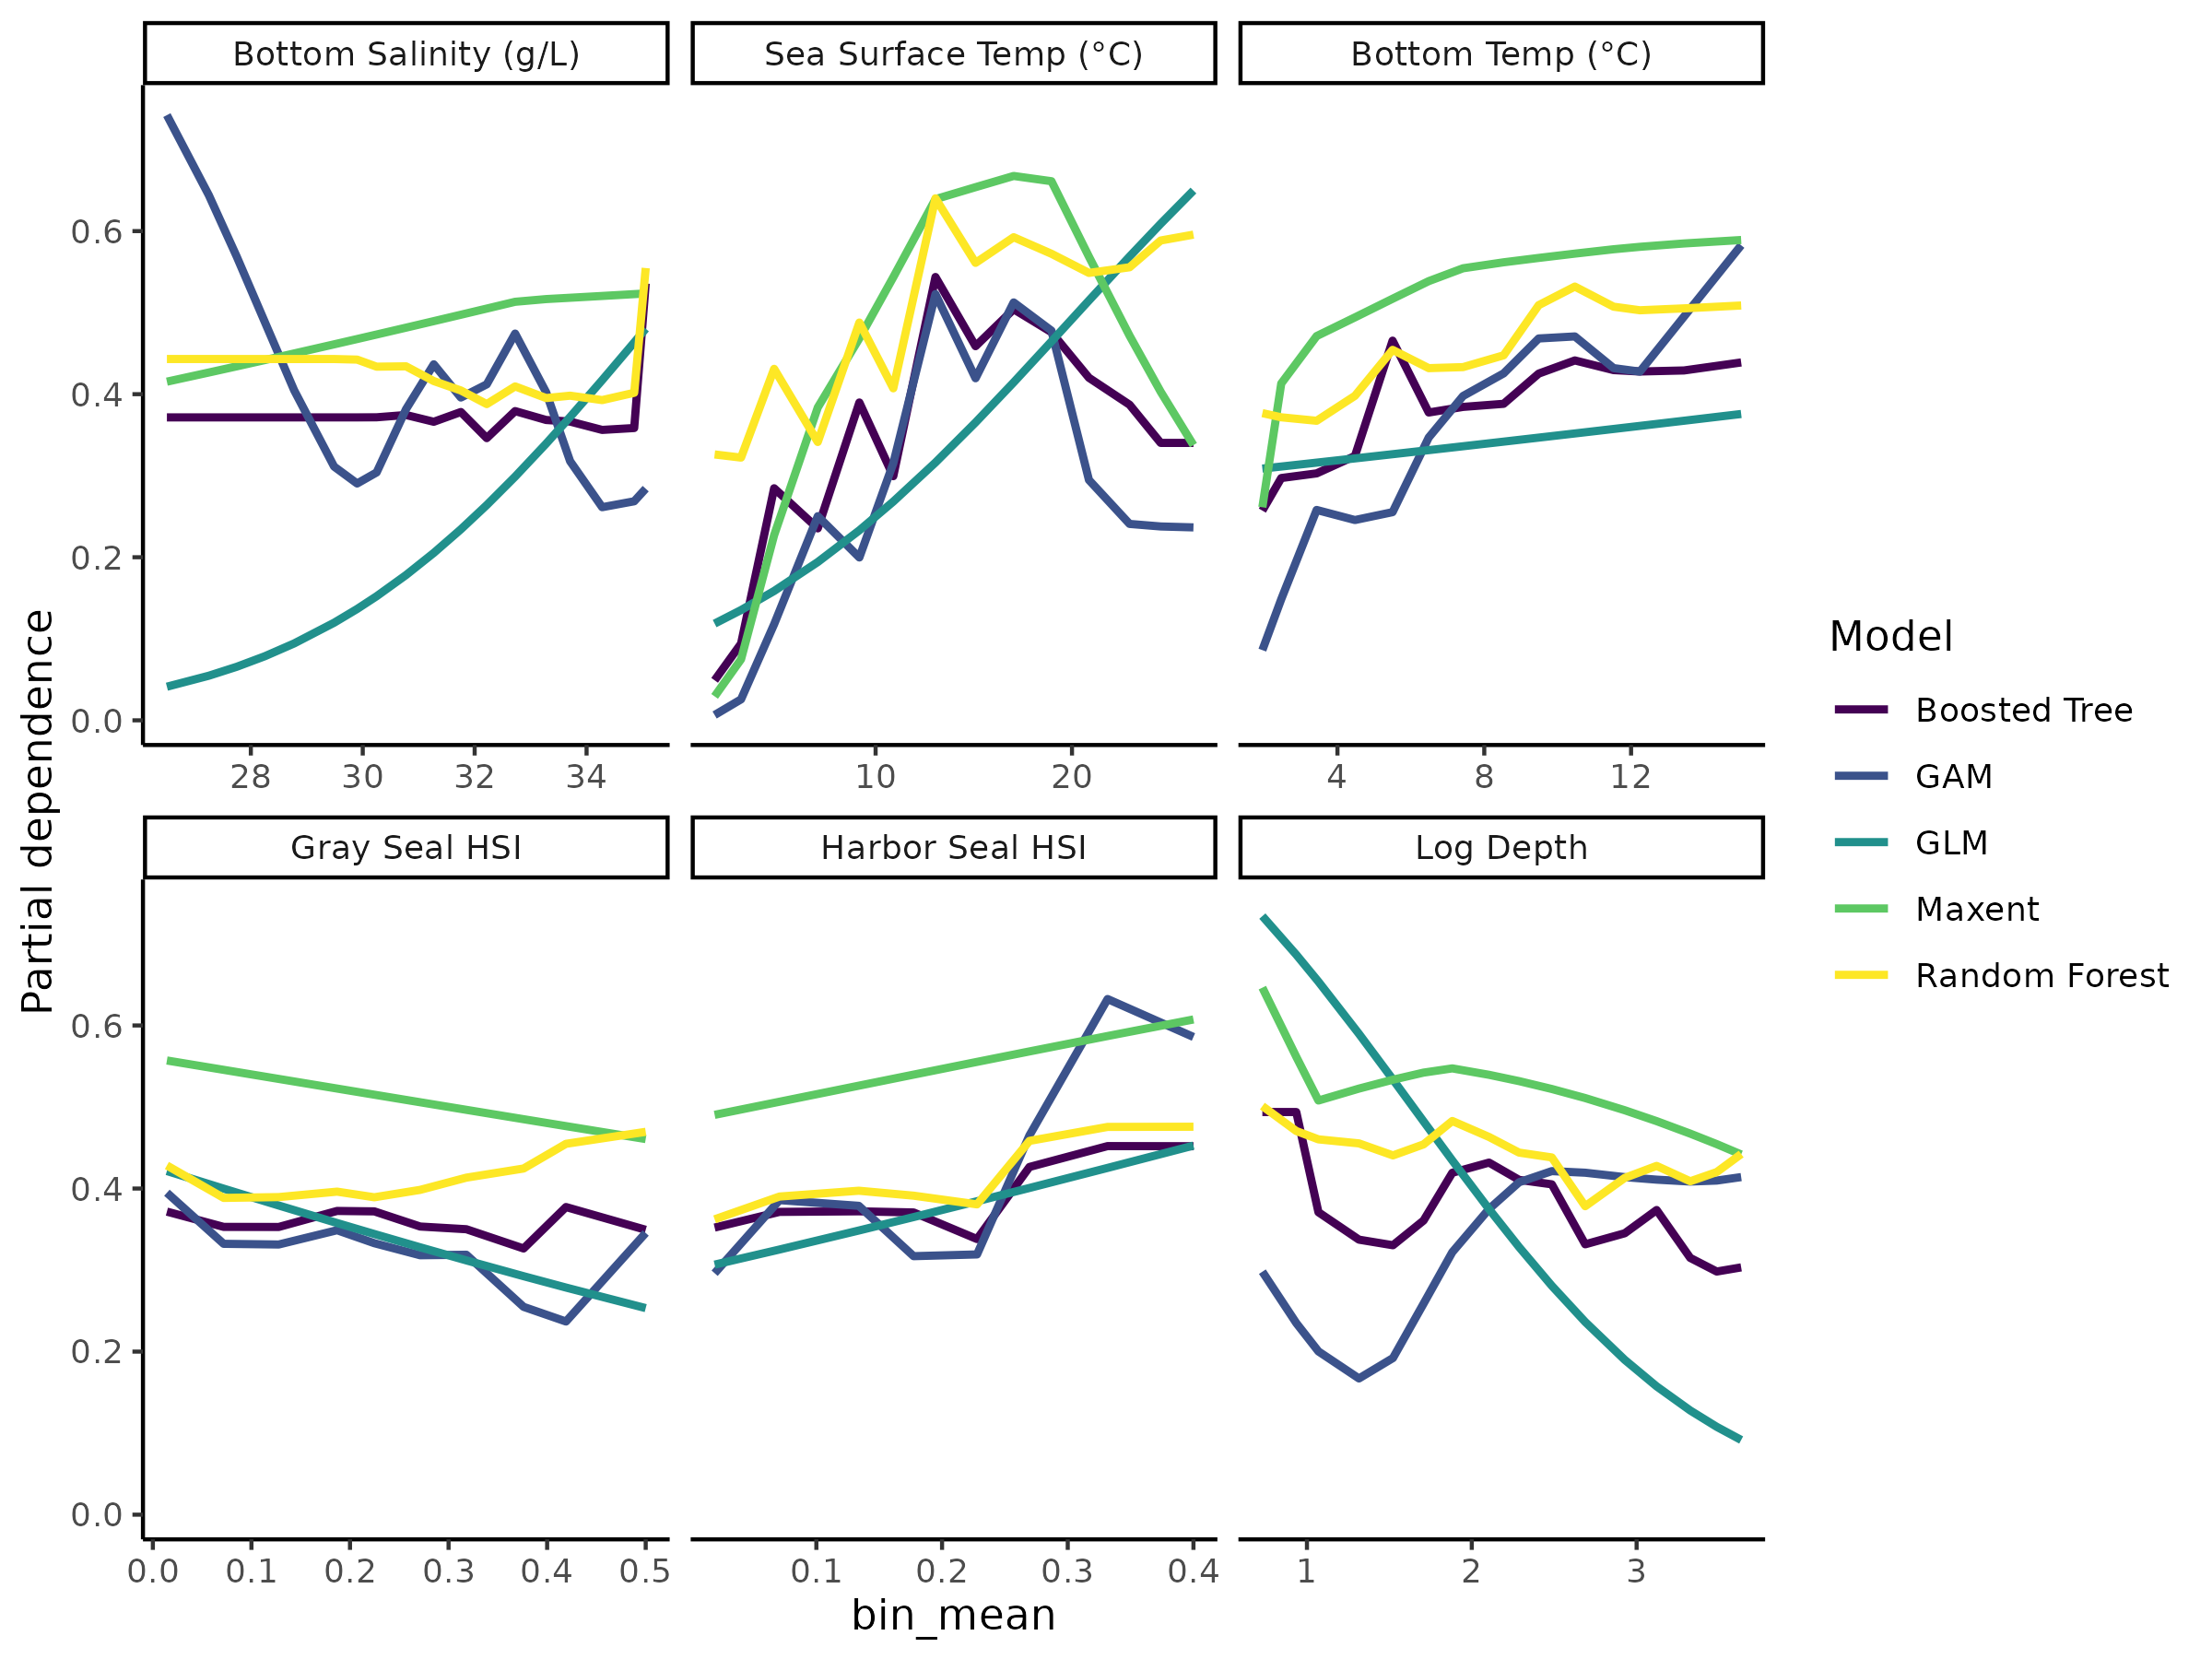 Bottom Salinity (g/L)
Sea Surface Temp (°C)
Bottom Temp (°C)
0.6
0.4
0.2
0.0
28 30 32 34
10 20
4 8 12
Gray Seal HSI
Harbor Seal HSI
Log Depth
0.6
0.4
0.2
0.0
0.0 0.1 0.2 0.3 0.4 0.5
0.1 0.2 0.3 0.4
1 2 3
Partial dependence
bin_mean
Model
Boosted Tree
GAM
GLM
Maxent
Random Forest